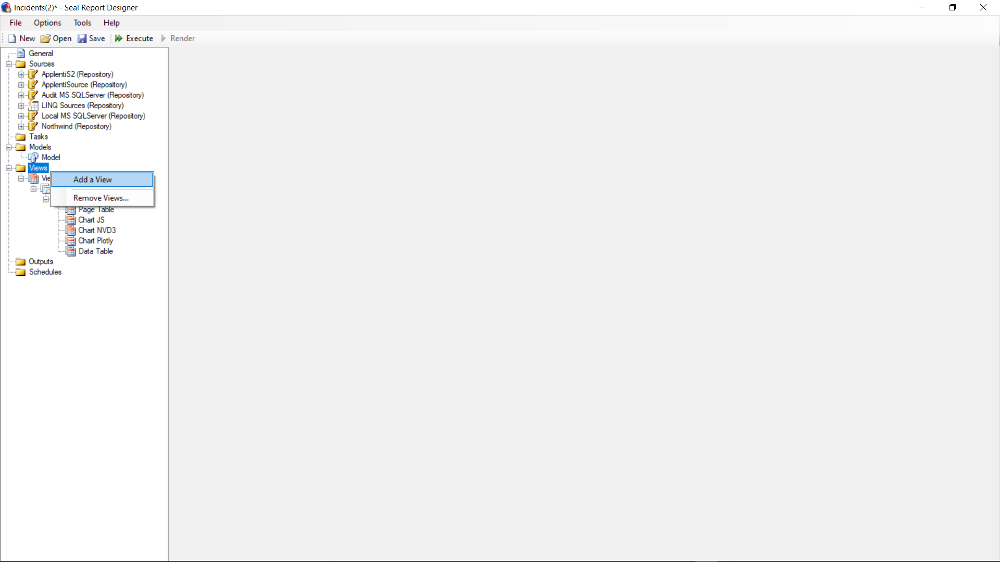 Incidents(2)* - Seal Report Designer
File Options Tools Help
New Open Save Execute Render
General
Sources
ApplentiS2 (Repository)
ApplentiSource (Repository)
Audit MS SQLServer (Repository)
LINQ Sources (Repository)
Local MS SQLServer (Repository)
Northwind (Repository)
Tasks
Models
Model
Views
Add a View
Remove Views...
Page Table
Chart JS
Chart NVD3
Chart Plotly
Data Table
Outputs
Schedules